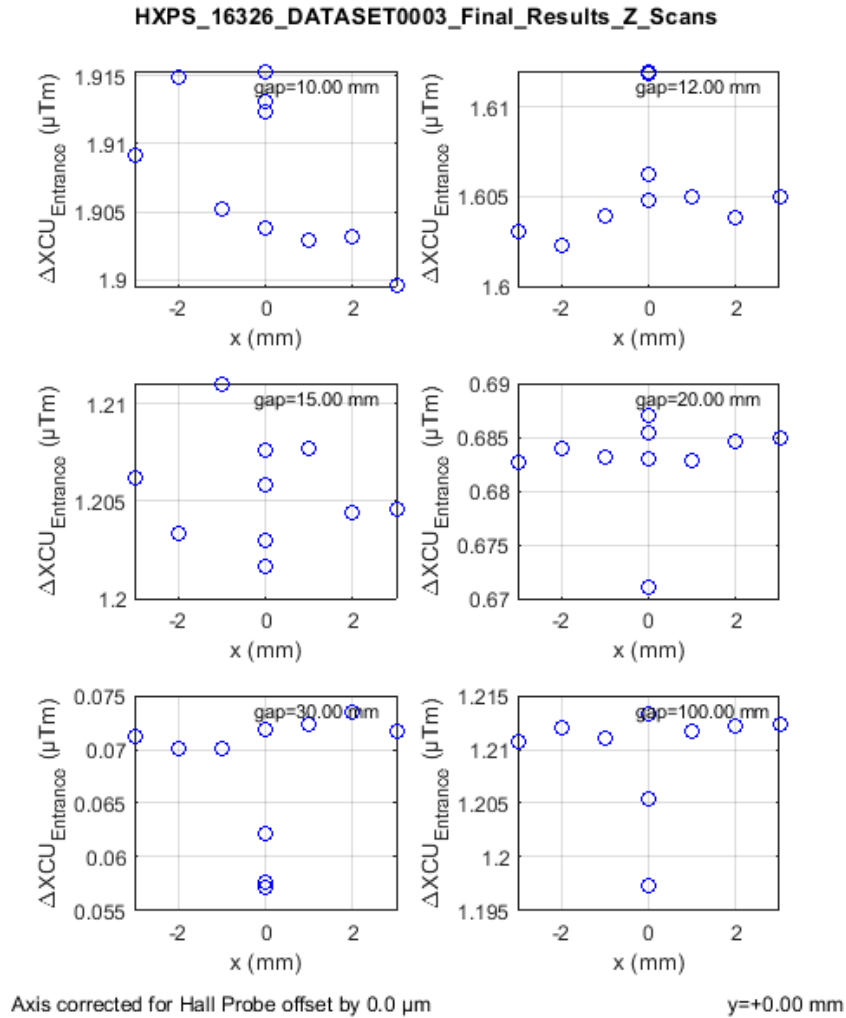 HXPS_16326_DATASET0003_Final_Results_Z_Scans
gap=10.00 mm
ΔXCU_Entrance (μTm)
1.915
1.91
1.905
1.9
-2 0 2
x (mm)
gap=12.00 mm
ΔXCU_Entrance (μTm)
1.61
1.605
1.6
-2 0 2
x (mm)
gap=15.00 mm
ΔXCU_Entrance (μTm)
1.21
1.205
1.2
-2 0 2
x (mm)
gap=20.00 mm
ΔXCU_Entrance (μTm)
0.69
0.685
0.68
0.675
0.67
-2 0 2
x (mm)
gap=30.00 mm
ΔXCU_Entrance (μTm)
0.075
0.07
0.065
0.06
0.055
-2 0 2
x (mm)
gap=100.00 mm
ΔXCU_Entrance (μTm)
1.215
1.21
1.205
1.2
1.195
-2 0 2
x (mm)
Axis corrected for Hall Probe offset by 0.0 μm
y=+0.00 mm